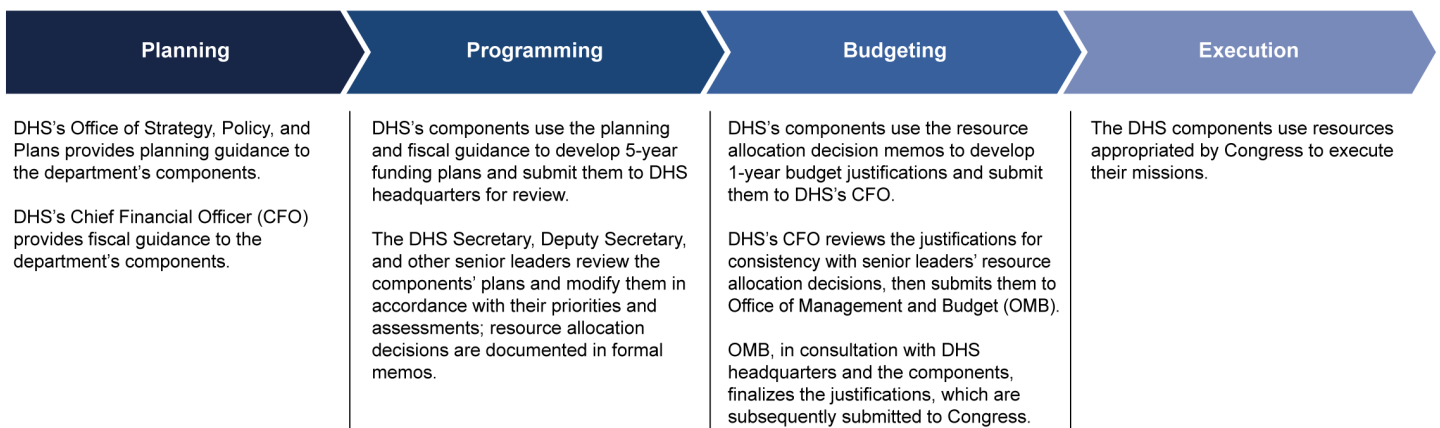 Planning
Programming
Budgeting
Execution
DHS's Office of Strategy, Policy, and
Plans provides planning guidance to
the department's components.
DHS's Chief Financial Officer (CFO)
provides fiscal guidance to the
department's components.
DHS's components use the planning
and fiscal guidance to develop 5-year
funding plans and submit them to DHS
headquarters for review.
The DHS Secretary, Deputy Secretary,
and other senior leaders review the
components' plans and modify them in
accordance with their priorities and
assessments; resource allocation
decisions are documented in formal
memos.
DHS's components use the resource
allocation decision memos to develop
1-year budget justifications and submit
them to DHS's CFO.
DHS's CFO reviews the justifications for
consistency with senior leaders' resource
allocation decisions, then submits them to
Office of Management and Budget (OMB).
OMB, in consultation with DHS
headquarters and the components,
finalizes the justifications, which are
subsequently submitted to Congress.
The DHS components use resources
appropriated by Congress to execute
their missions.